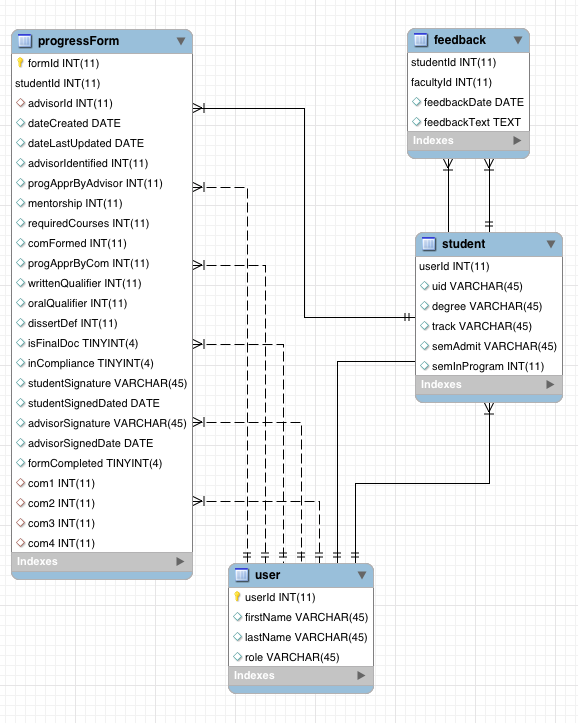 progressForm
formId INT(11)
studentId INT(11)
advisorId INT(11)
dateCreated DATE
dateLastUpdated DATE
advisorIdentified INT(11)
progApprByAdvisor INT(11)
mentorship INT(11)
requiredCourses INT(11)
comFormed INT(11)
progApprByCom INT(11)
writtenQualifier INT(11)
oralQualifier INT(11)
dissertDef INT(11)
isFinalDoc TINYINT(4)
inCompliance TINYINT(4)
studentSignature VARCHAR(45)
studentSignedDated DATE
advisorSignature VARCHAR(45)
advisorSignedDate DATE
formCompleted TINYINT(4)
com1 INT(11)
com2 INT(11)
com3 INT(11)
com4 INT(11)
Indexes
feedback
studentId INT(11)
facultyId INT(11)
feedbackDate DATE
feedbackText TEXT
Indexes
student
userId INT(11)
uid VARCHAR(45)
degree VARCHAR(45)
track VARCHAR(45)
semAdmit VARCHAR(45)
semInProgram INT(11)
Indexes
user
userId INT(11)
firstName VARCHAR(45)
lastName VARCHAR(45)
role VARCHAR(45)
Indexes